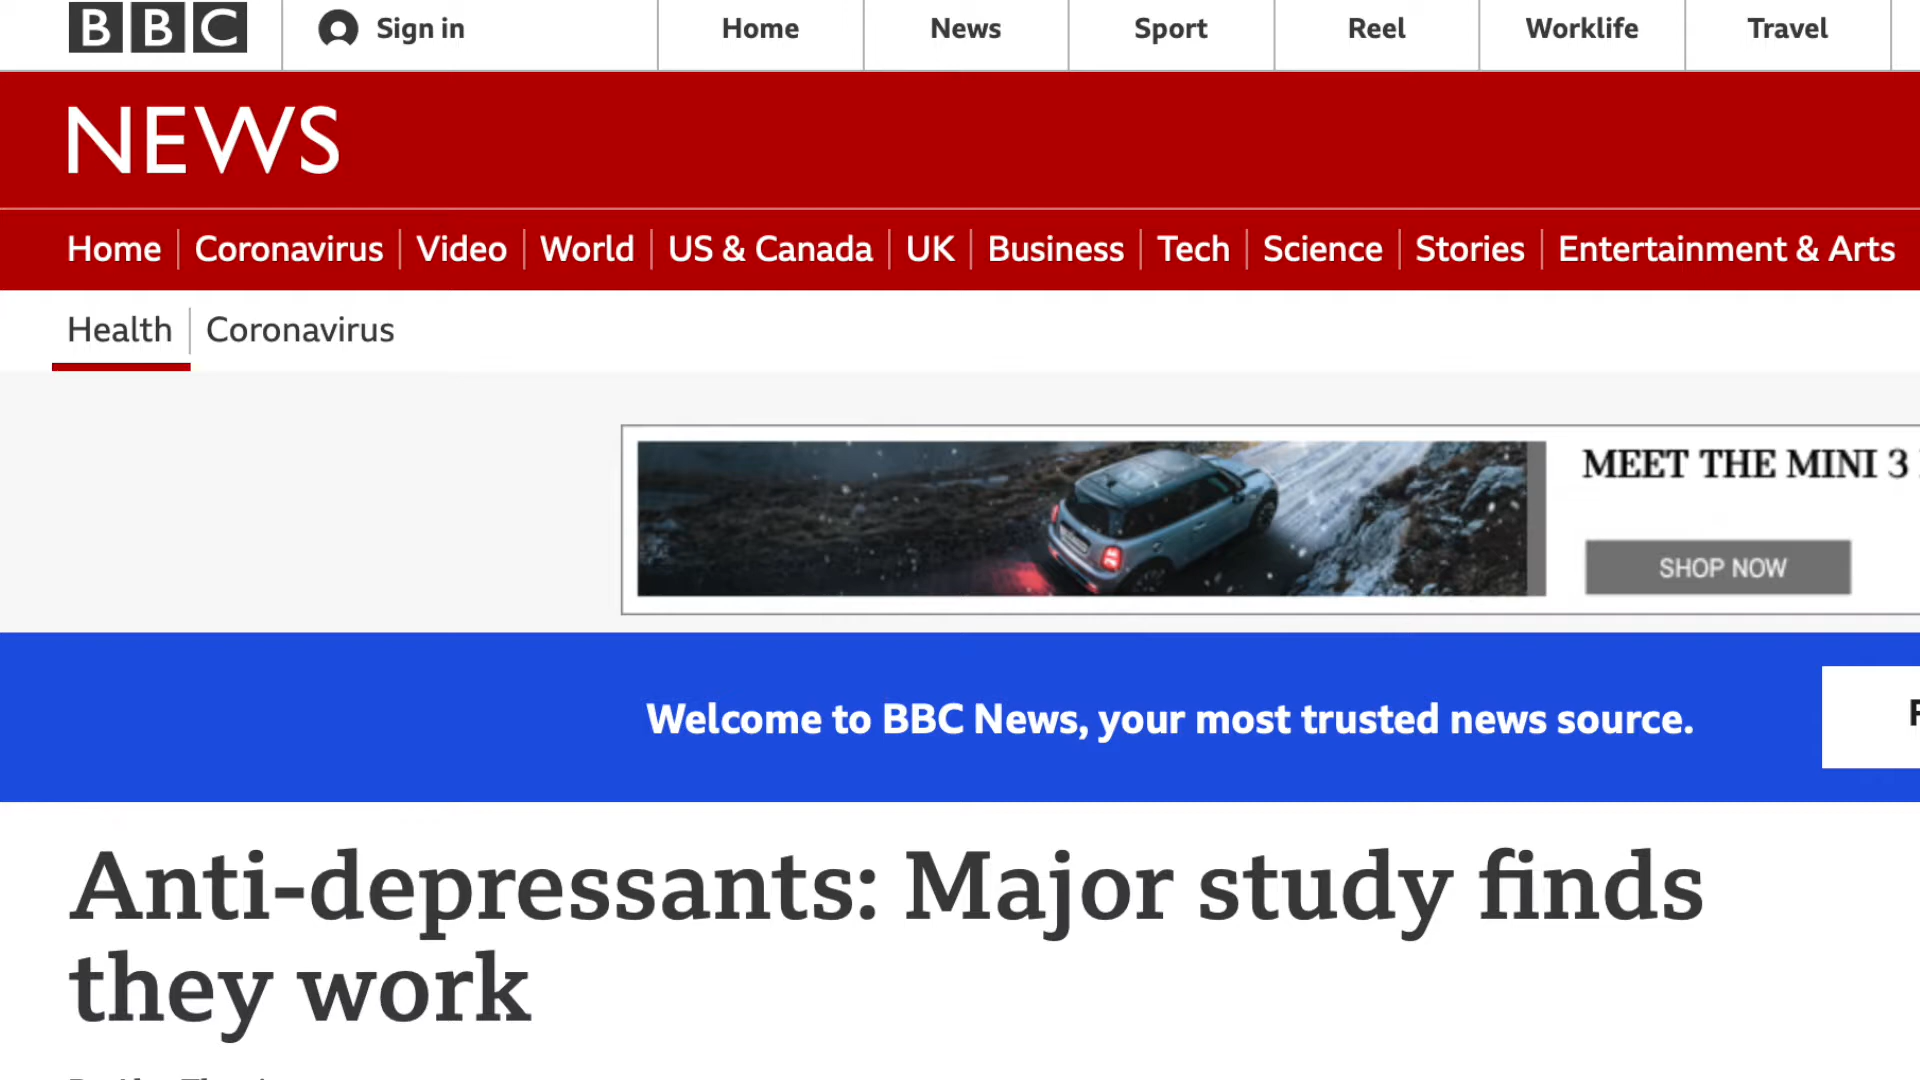 BBC Sign in Home News Sport Reel Worklife Travel
NEWS
Home Coronavirus Video World US & Canada UK Business Tech Science Stories Entertainment & Arts
Health Coronavirus
MEET THE MINI 3
SHOP NOW
Welcome to BBC News, your most trusted news source.
Anti-depressants: Major study finds
they work